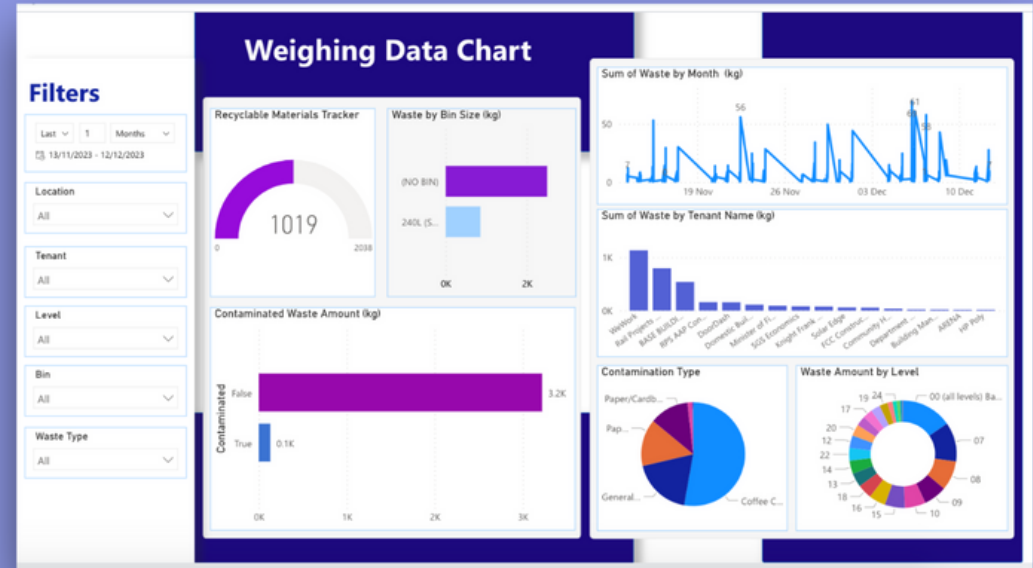 Weighing Data Chart
Filters
Last 1 Months
13/11/2023 - 12/12/2023
Location
All
Tenant
All
Level
All
Bin
All
Waste Type
All
Recyclable Materials Tracker
1019
0 2038
Waste by Bin Size (kg)
(NO BIN)
240L (S...
0K 2K
Contaminated Waste Amount (kg)
Contaminated
False 3.2K
True 0.1K
0K 1K 2K 3K
Sum of Waste by Month (kg)
50
0
7
56
61
19 Nov 26 Nov 03 Dec 10 Dec
Sum of Waste by Tenant Name (kg)
1K
0K
WeWork
Rail Projects ...
BASE BUILDI...
RPS AAP Con...
DoorDash
Domestic Buil...
Minister of Fi...
SGS Economics
Knight Frank ...
Solar Edge
FCC Construc...
Community H...
Department ...
Building Man...
ARENA
HP Poly
Contamination Type
Paper/Cardb...
Pap...
General...
Coffee C...
Waste Amount by Level
00 (all levels) Ba...
07
08
09
10
15
16
18
13
14
22
12
20
17
19
24